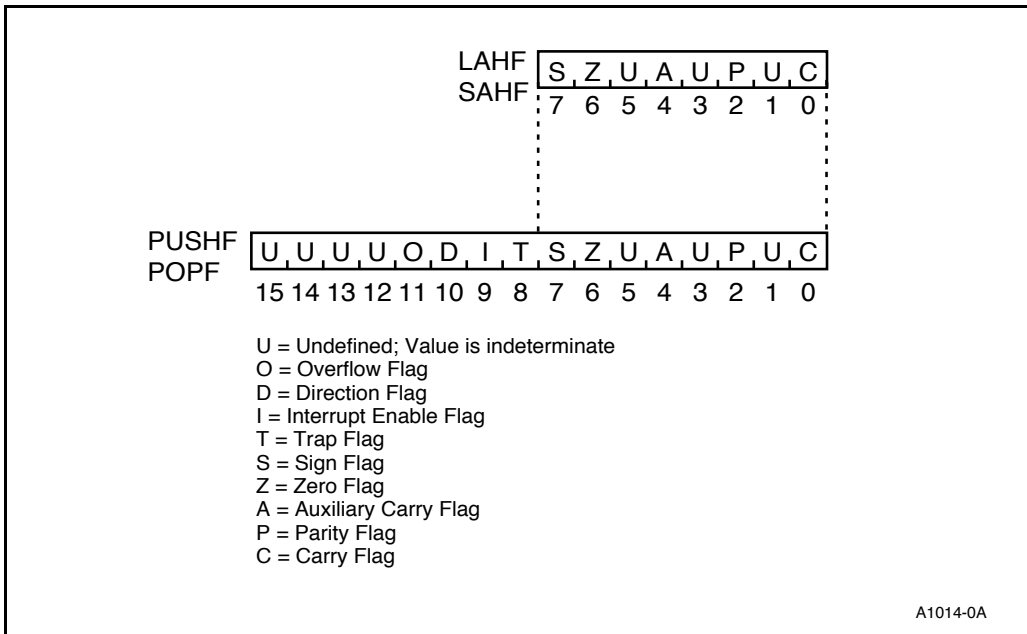 LAHF
SAHF
S Z U A U P U C
7 6 5 4 3 2 1 0
PUSHF
POPF
U U U U O D I T S Z U A U P U C
15 14 13 12 11 10 9 8 7 6 5 4 3 2 1 0
U = Undefined; Value is indeterminate
O = Overflow Flag
D = Direction Flag
I = Interrupt Enable Flag
T = Trap Flag
S = Sign Flag
Z = Zero Flag
A = Auxiliary Carry Flag
P = Parity Flag
C = Carry Flag
A1014-0A